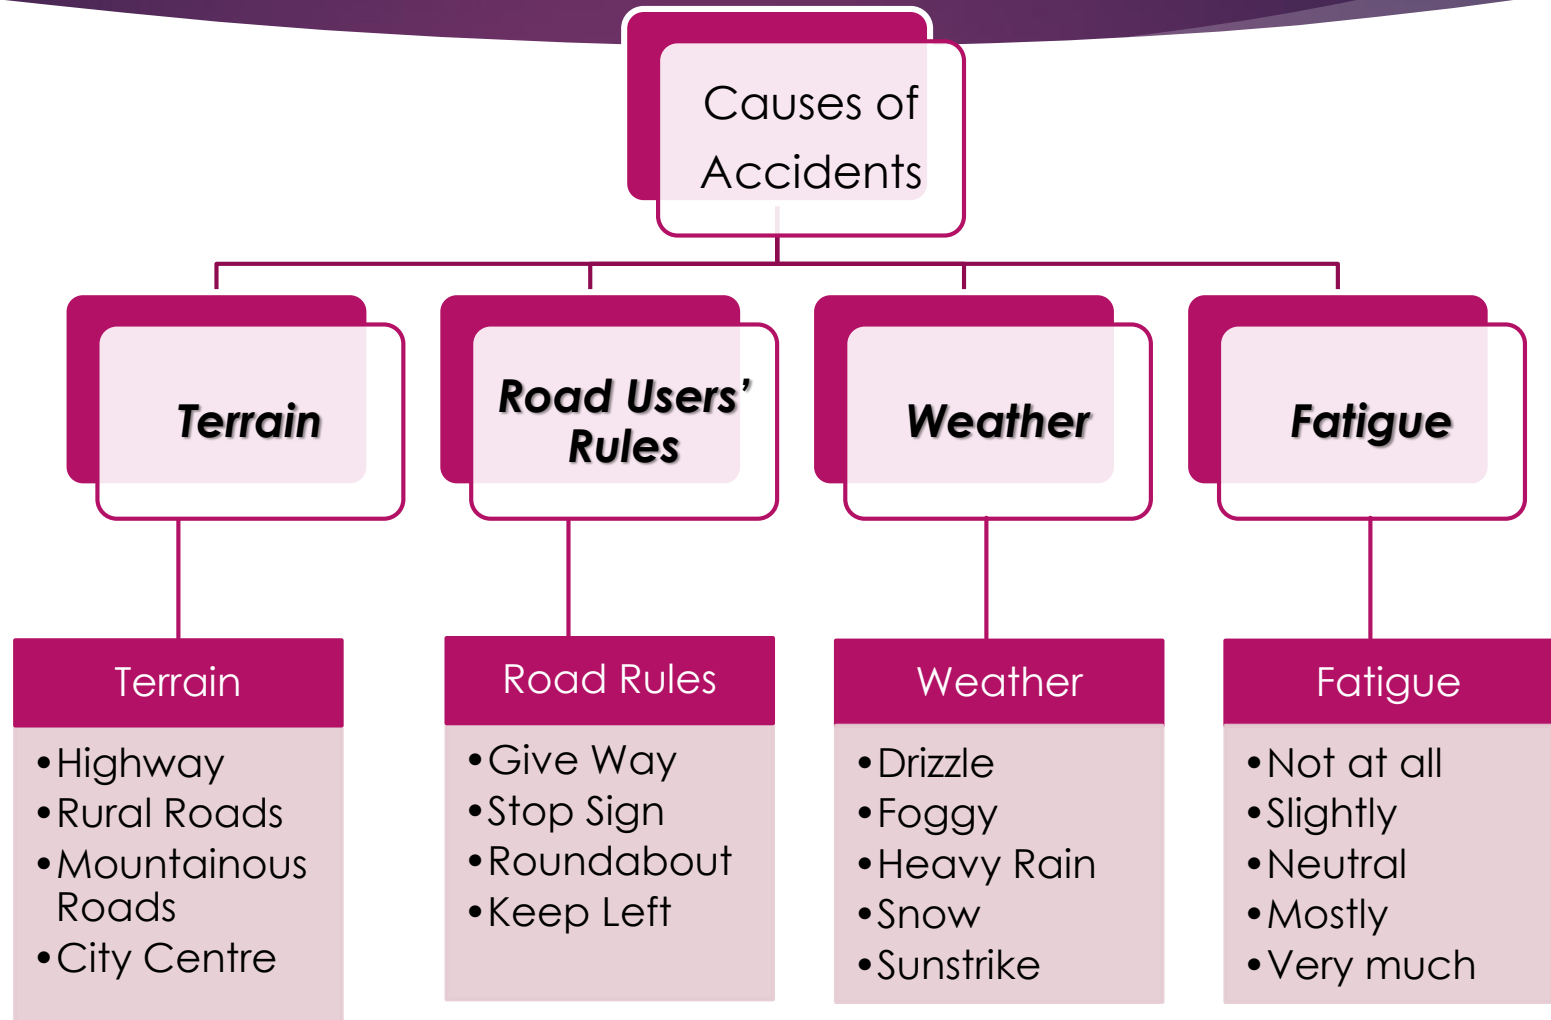 Causes of
Accidents
Terrain
Road Users’
Rules
Weather
Fatigue
Terrain
•Highway
•Rural Roads
•Mountainous
Roads
•City Centre
Road Rules
•Give Way
•Stop Sign
•Roundabout
•Keep Left
Weather
•Drizzle
•Foggy
•Heavy Rain
•Snow
•Sunstrike
Fatigue
•Not at all
•Slightly
•Neutral
•Mostly
•Very much